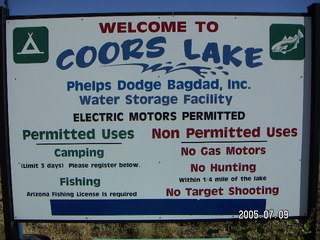 WELCOME TO
COORS LAKE
Phelps Dodge Bagdad, Inc.
Water Storage Facility
ELECTRIC MOTORS PERMITTED
Permitted Uses
Camping
(Limit 3 days) Please register below.
Fishing
Arizona Fishing License is required
Non Permitted Uses
No Gas Motors
No Hunting
Within 1/4 mile of the lake
No Target Shooting
2005-07-09